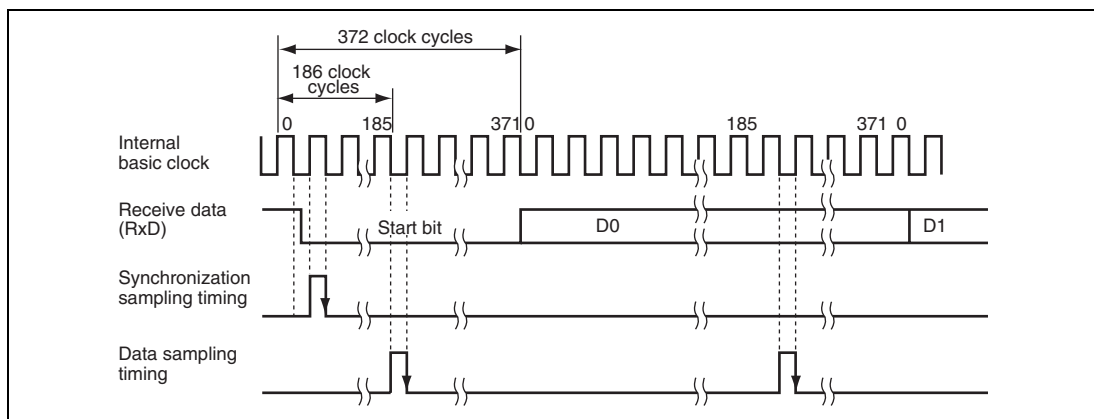 372 clock cycles
186 clock
cycles
0 185 371 0 185 371 0
Internal
basic clock
Receive data
(RxD)
Start bit D0 D1
Synchronization
sampling timing
Data sampling
timing